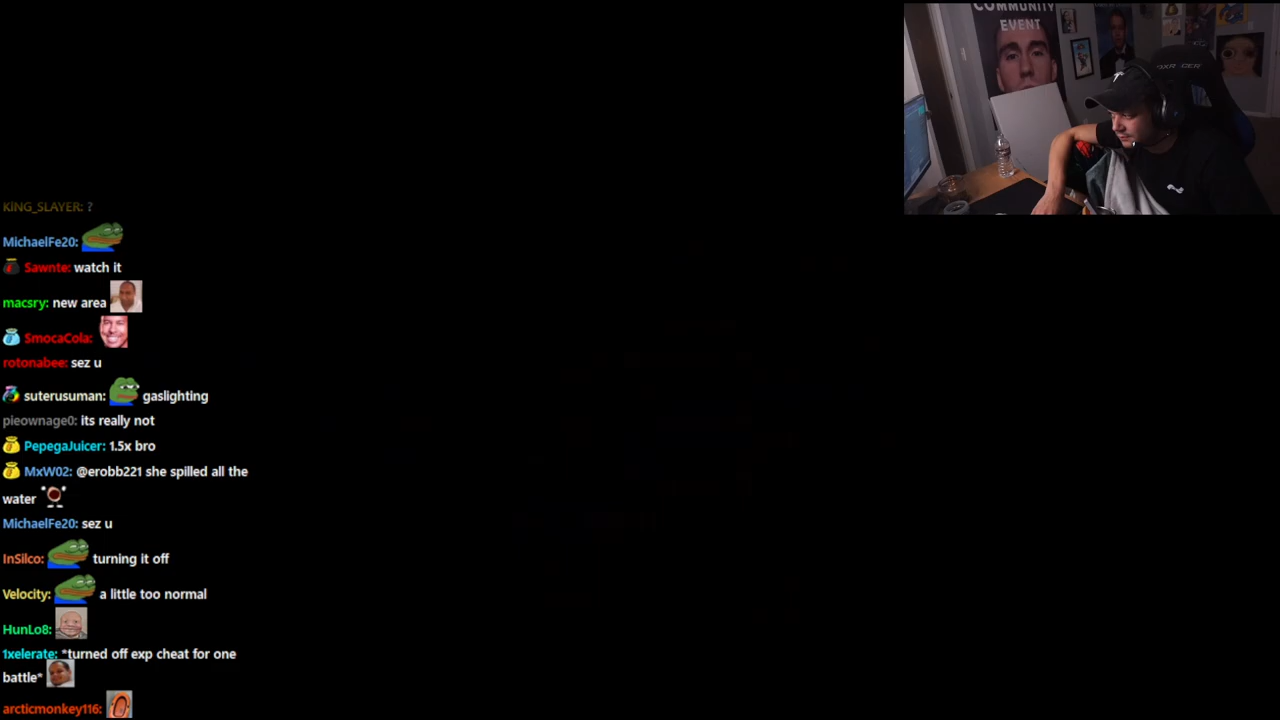 COMMUNITY
EVENT
KING_SLAYER: ?
MichaelFe20:
Sawnte: watch it
macsry: new area
SmocaCola:
rotonabee: sez u
suterusuman: gaslighting
pieownage0: its really not
PepegaJuicer: 1.5x bro
MxW02: @erobb221 she spilled all the
water
MichaelFe20: sez u
InSilco: turning it off
Velocity: a little too normal
HunLo8:
1xelerate: *turned off exp cheat for one
battle*
arcticmonkey116: